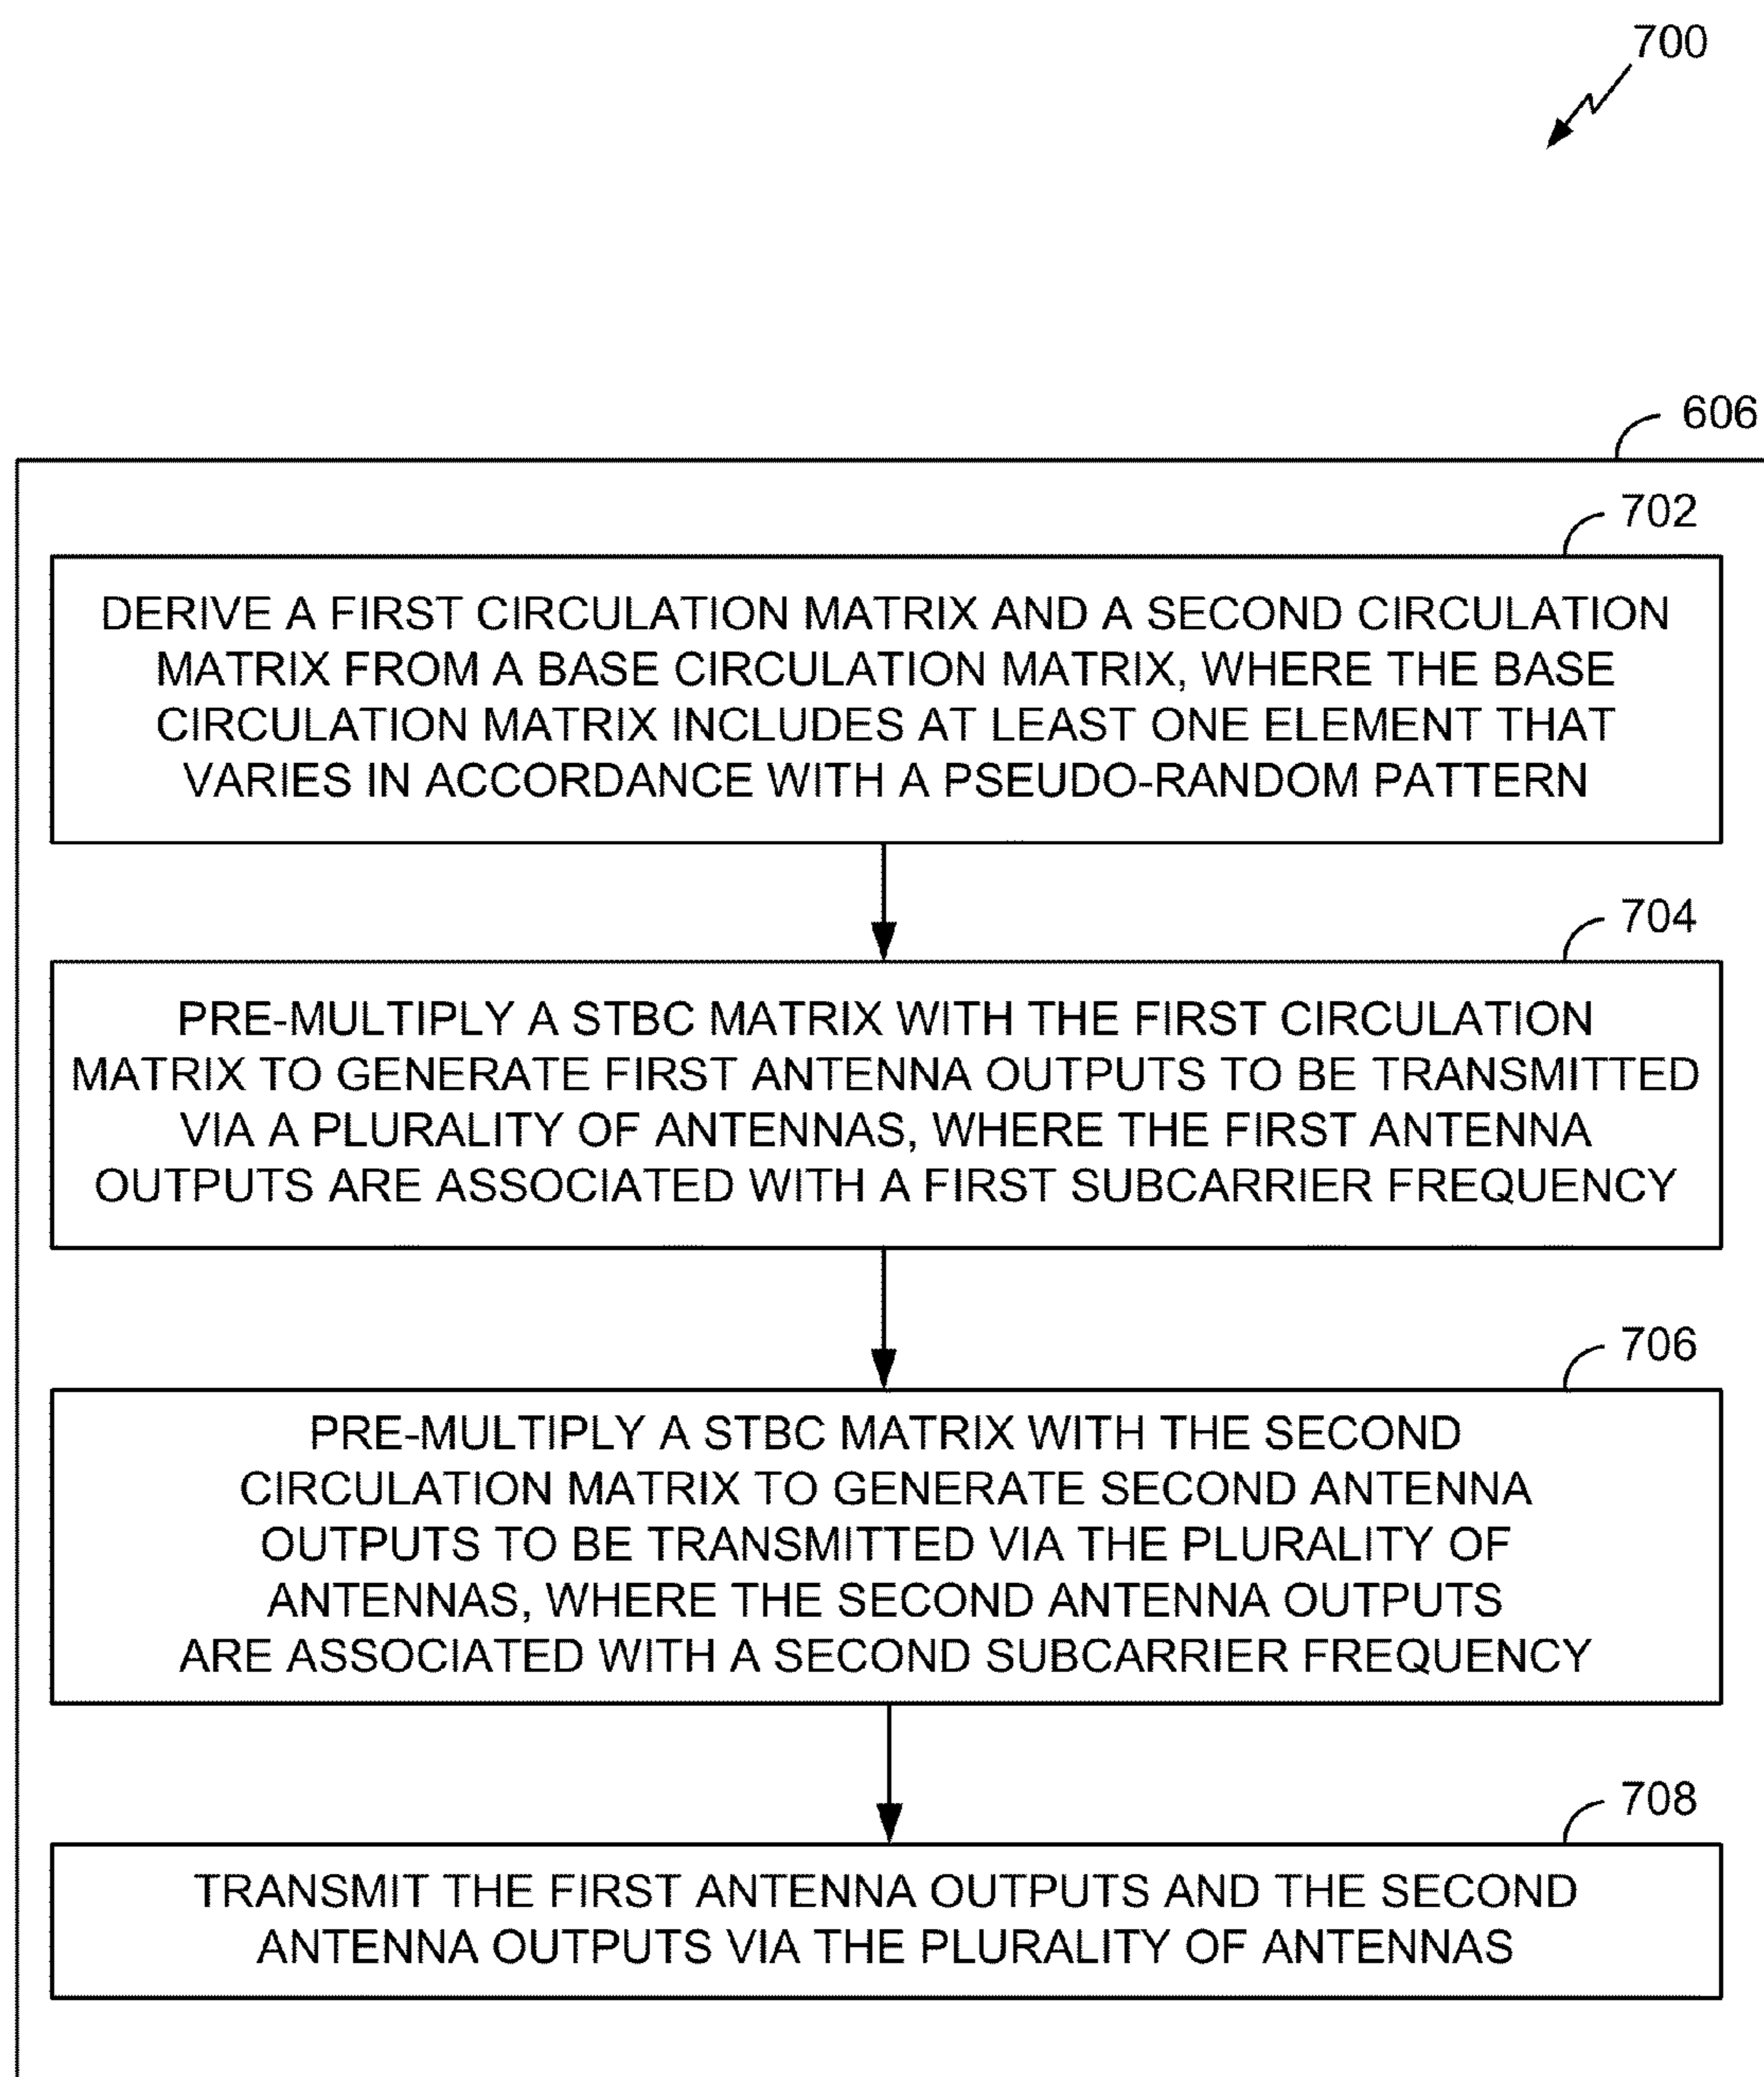 700
606
702
DERIVE A FIRST CIRCULATION MATRIX AND A SECOND CIRCULATION
MATRIX FROM A BASE CIRCULATION MATRIX, WHERE THE BASE
CIRCULATION MATRIX INCLUDES AT LEAST ONE ELEMENT THAT
VARIES IN ACCORDANCE WITH A PSEUDO-RANDOM PATTERN
704
PRE-MULTIPLY A STBC MATRIX WITH THE FIRST CIRCULATION
MATRIX TO GENERATE FIRST ANTENNA OUTPUTS TO BE TRANSMITTED
VIA A PLURALITY OF ANTENNAS, WHERE THE FIRST ANTENNA
OUTPUTS ARE ASSOCIATED WITH A FIRST SUBCARRIER FREQUENCY
706
PRE-MULTIPLY A STBC MATRIX WITH THE SECOND
CIRCULATION MATRIX TO GENERATE SECOND ANTENNA
OUTPUTS TO BE TRANSMITTED VIA THE PLURALITY OF
ANTENNAS, WHERE THE SECOND ANTENNA OUTPUTS
ARE ASSOCIATED WITH A SECOND SUBCARRIER FREQUENCY
708
TRANSMIT THE FIRST ANTENNA OUTPUTS AND THE SECOND
ANTENNA OUTPUTS VIA THE PLURALITY OF ANTENNAS